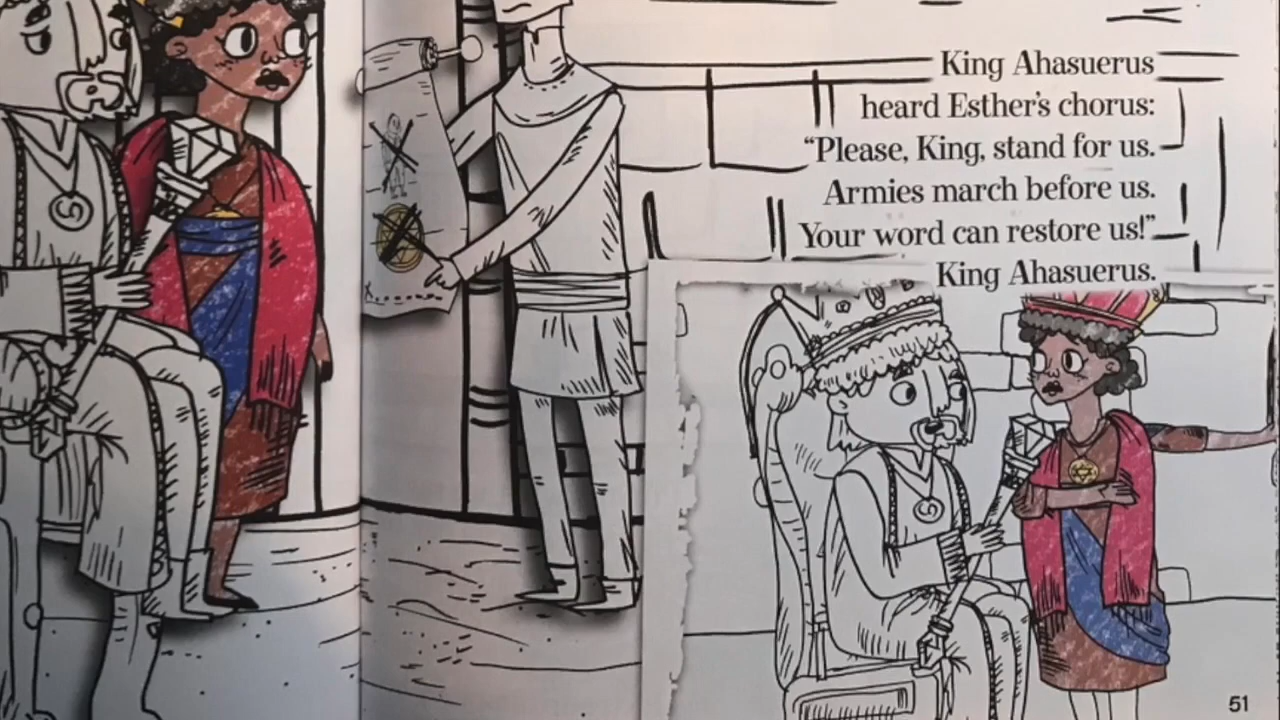 King Ahasuerus
heard Esther's chorus:
“Please, King, stand for us.
Armies march before us.
Your word can restore us!”
King Ahasuerus.
51